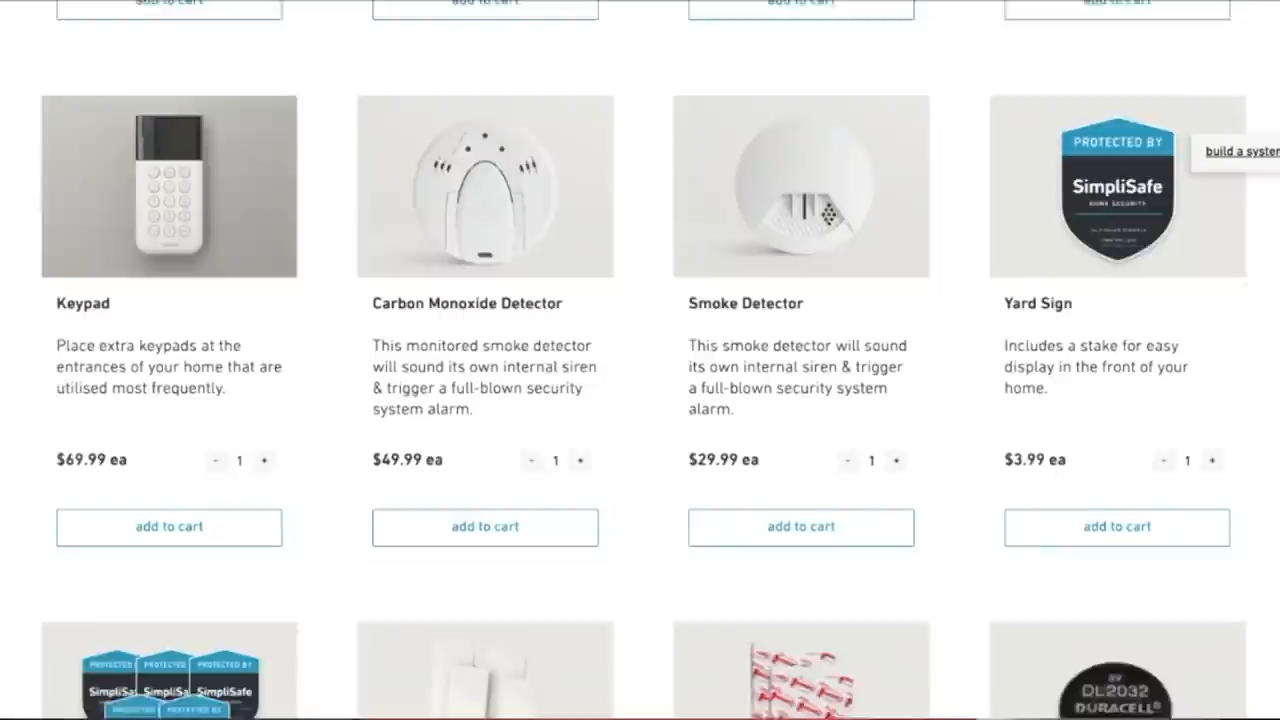 add to cart
add to cart
add to cart
add to cart
PROTECTED BY
SimpliSafe
HOME SECURITY
build a system
Keypad
Carbon Monoxide Detector
Smoke Detector
Yard Sign
Place extra keypads at the
entrances of your home that are
utilised most frequently.
This monitored smoke detector
will sound its own internal siren
& trigger a full-blown security
system alarm.
This smoke detector will sound
its own internal siren & trigger
a full-blown security system
alarm.
Includes a stake for easy
display in the front of your
home.
$69.99 ea
- 1 +
$49.99 ea
- 1 +
$29.99 ea
- 1 +
$3.99 ea
- 1 +
add to cart
add to cart
add to cart
add to cart
PROTECTED PROTECTED PROTECTED BY
SimpliSa SimpliSa SimpliSafe
PROTECTED PROTECTED BY
3V
DL2032
DURACELL®